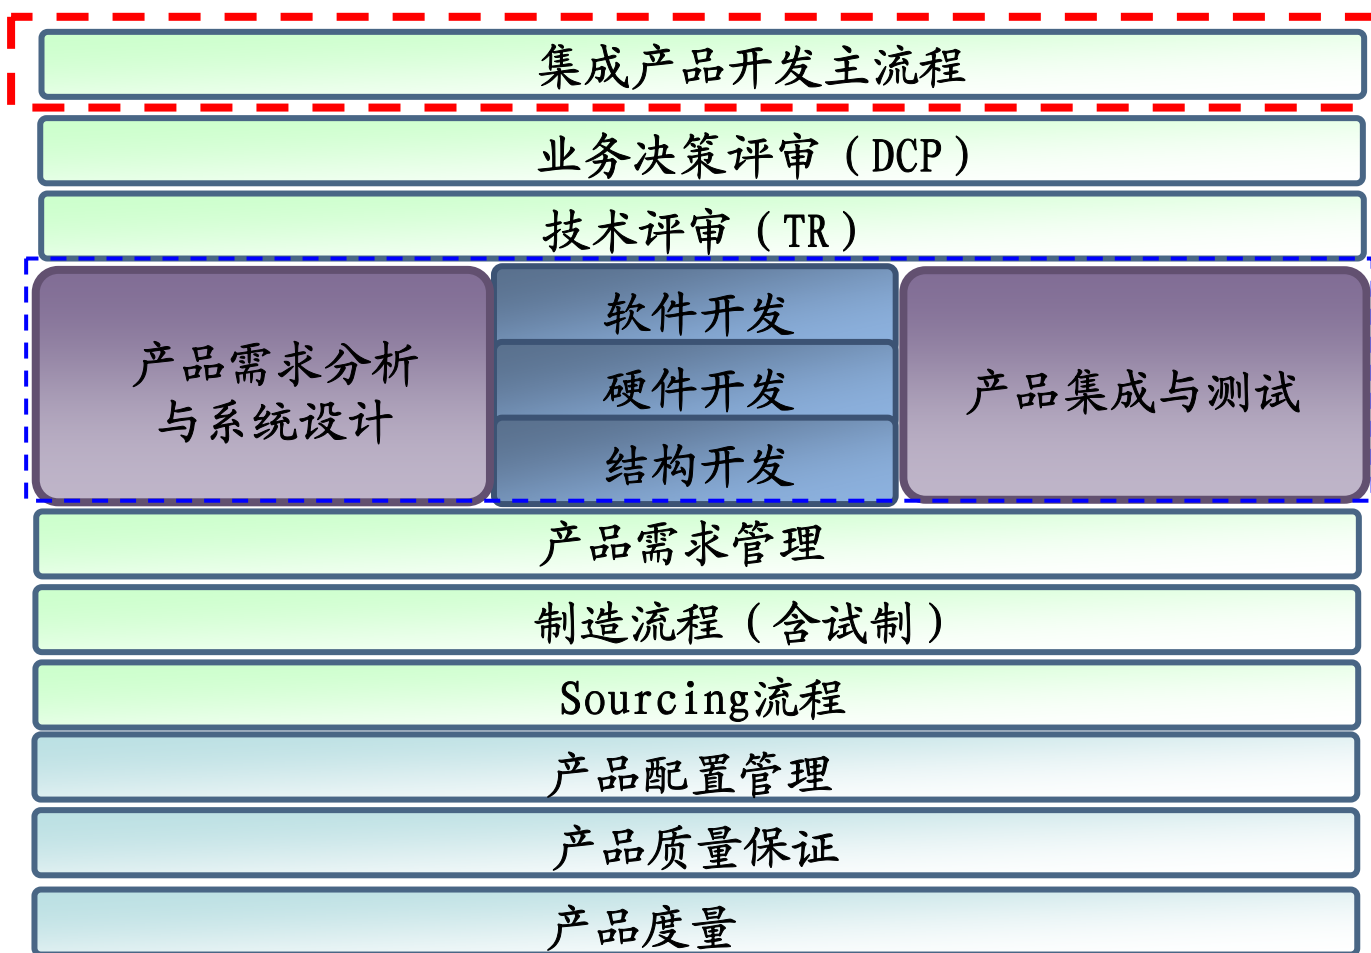 集成产品开发主流程
业务决策评审（DCP）
技术评审（TR）
产品需求分析
与系统设计
软件开发
硬件开发
结构开发
产品集成与测试
产品需求管理
制造流程（含试制）
Sourcing流程
产品配置管理
产品质量保证
产品度量